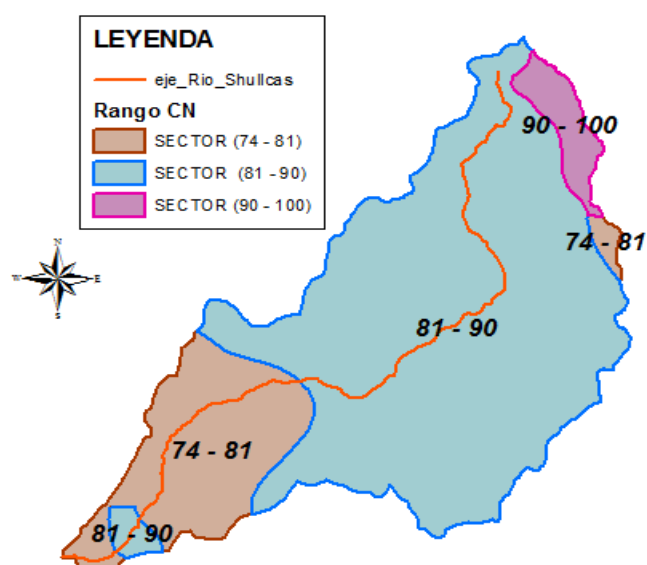 LEYENDA
eje_Rio_Shullcas
Rango CN
SECTOR (74 - 81)
SECTOR (81 - 90)
SECTOR (90 - 100)
N
W
E
S
90 - 100
74 - 81
81 - 90
74 - 81
81 - 90